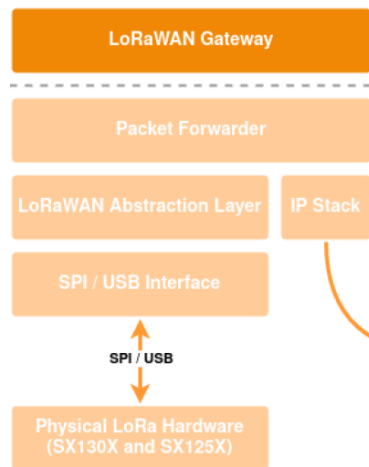 LoRaWAN Gateway
Packet Forwarder
LoRaWAN Abstraction Layer
IP Stack
SPI / USB Interface
SPI / USB
Physical LoRa Hardware
(SX130X and SX125X)